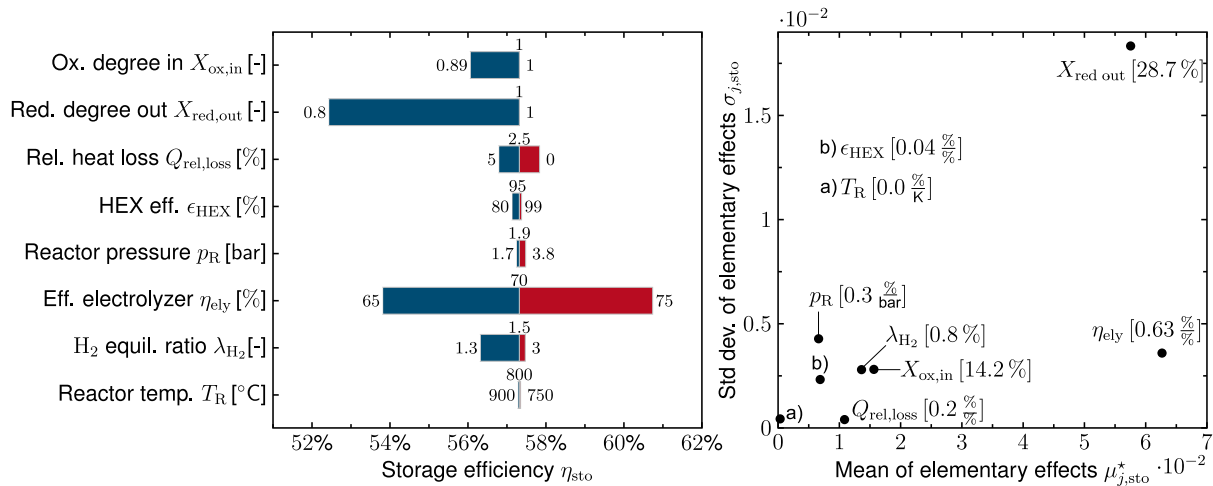 Ox. degree in X_ox,in [-]
0.89
1
1
Red. degree out X_red,out [-]
0.8
1
1
Rel. heat loss Q_rel,loss [%]
5
2.5
0
HEX eff. ϵ_HEX [%]
80
95
99
Reactor pressure p_R [bar]
1.7
1.9
3.8
Eff. electrolyzer η_ely [%]
65
70
75
H₂ equil. ratio λ_H₂ [-]
1.3
1.5
3
Reactor temp. T_R [°C]
900
800
750
52% 54% 56% 58% 60% 62%
Storage efficiency η_sto
·10⁻²
Std dev. of elementary effects σ_j,sto
1.5
1
0.5
0
X_red out [28.7 %]
b) ϵ_HEX [0.04 %/%]
a) T_R [0.0 %/K]
p_R [0.3 %/bar]
λ_H₂ [0.8 %]
η_ely [0.63 %/%]
b)
X_ox,in [14.2 %]
a)
Q_rel,loss [0.2 %/%]
0 1 2 3 4 5 6 7
Mean of elementary effects μ*_j,sto ·10⁻²